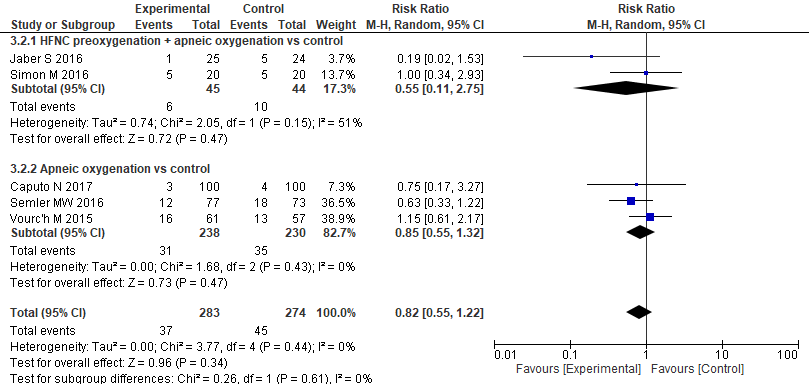 Experimental Control Risk Ratio Risk Ratio
Study or Subgroup Events Total Events Total Weight M-H, Random, 95% CI M-H, Random, 95% CI
3.2.1 HFNC preoxygenation + apneic oxygenation vs control
Jaber S 2016 1 25 5 24 3.7% 0.19 [0.02, 1.53]
Simon M 2016 5 20 5 20 13.6% 1.00 [0.34, 2.93]
Subtotal (95% CI) 45 44 17.3% 0.55 [0.11, 2.75]
Total events 6 10
Heterogeneity: Tau² = 0.74; Chi² = 2.05, df = 1 (P = 0.15); I² = 51%
Test for overall effect: Z = 0.72 (P = 0.47)
3.2.2 Apneic oxygenation vs control
Caputo N 2017 3 100 4 100 7.3% 0.75 [0.17, 3.27]
Semler MW 2016 12 77 18 73 36.5% 0.63 [0.33, 1.22]
Vourc'h M 2015 16 61 13 57 38.9% 1.15 [0.61, 2.17]
Subtotal (95% CI) 238 230 82.7% 0.85 [0.55, 1.32]
Total events 31 35
Heterogeneity: Tau² = 0.00; Chi² = 1.68, df = 2 (P = 0.43); I² = 0%
Test for overall effect: Z = 0.73 (P = 0.47)
Total (95% CI) 283 274 100.0% 0.82 [0.55, 1.22]
Total events 37 45
Heterogeneity: Tau² = 0.00; Chi² = 3.77, df = 4 (P = 0.44); I² = 0%
Test for overall effect: Z = 0.96 (P = 0.34)
Test for subgroup differences: Chi² = 0.26, df = 1 (P = 0.61), I² = 0%
0.01 0.1 1 10 100
Favours [Experimental] Favours [Control]